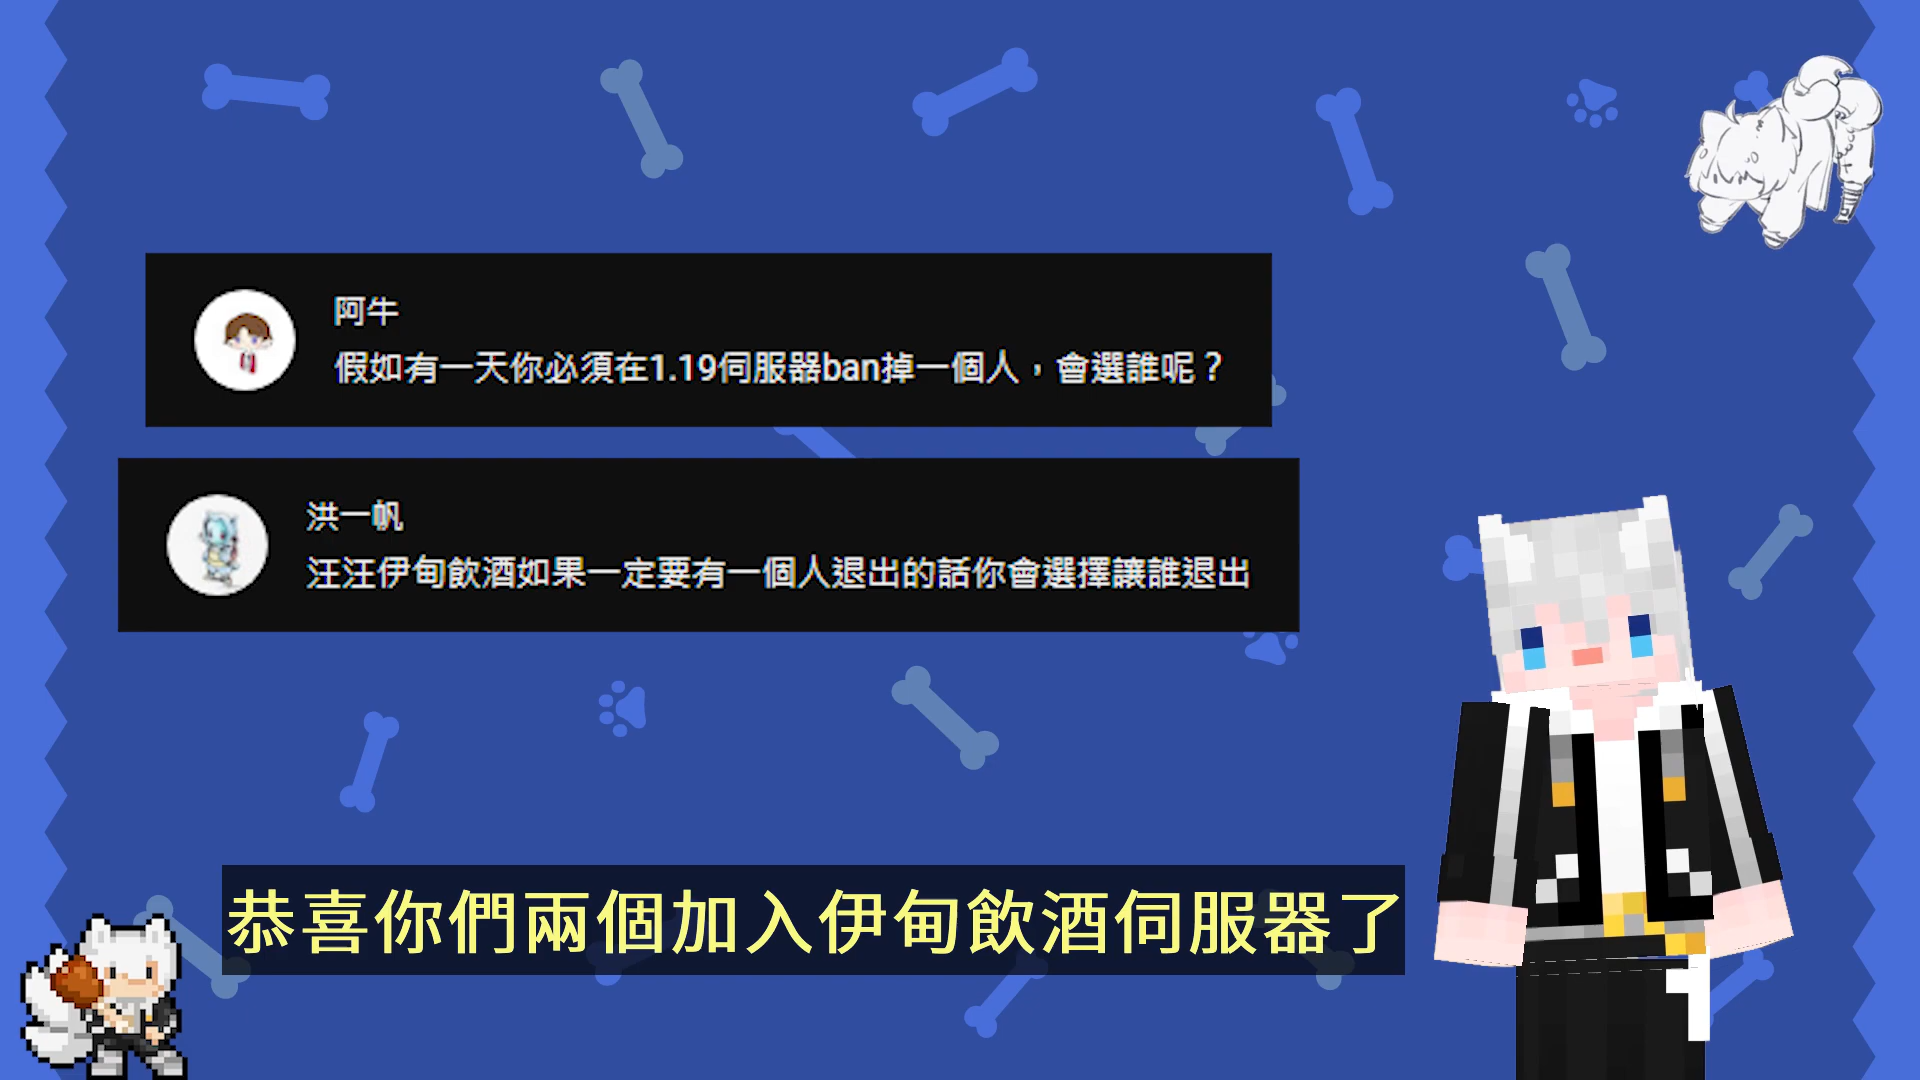 阿牛
假如有一天你必須在1.19伺服器ban掉一個人，會選誰呢？
洪一帆
汪汪伊甸飲酒如果一定要有一個人退出的話你會選擇讓誰退出
恭喜你們兩個加入伊甸飲酒伺服器了